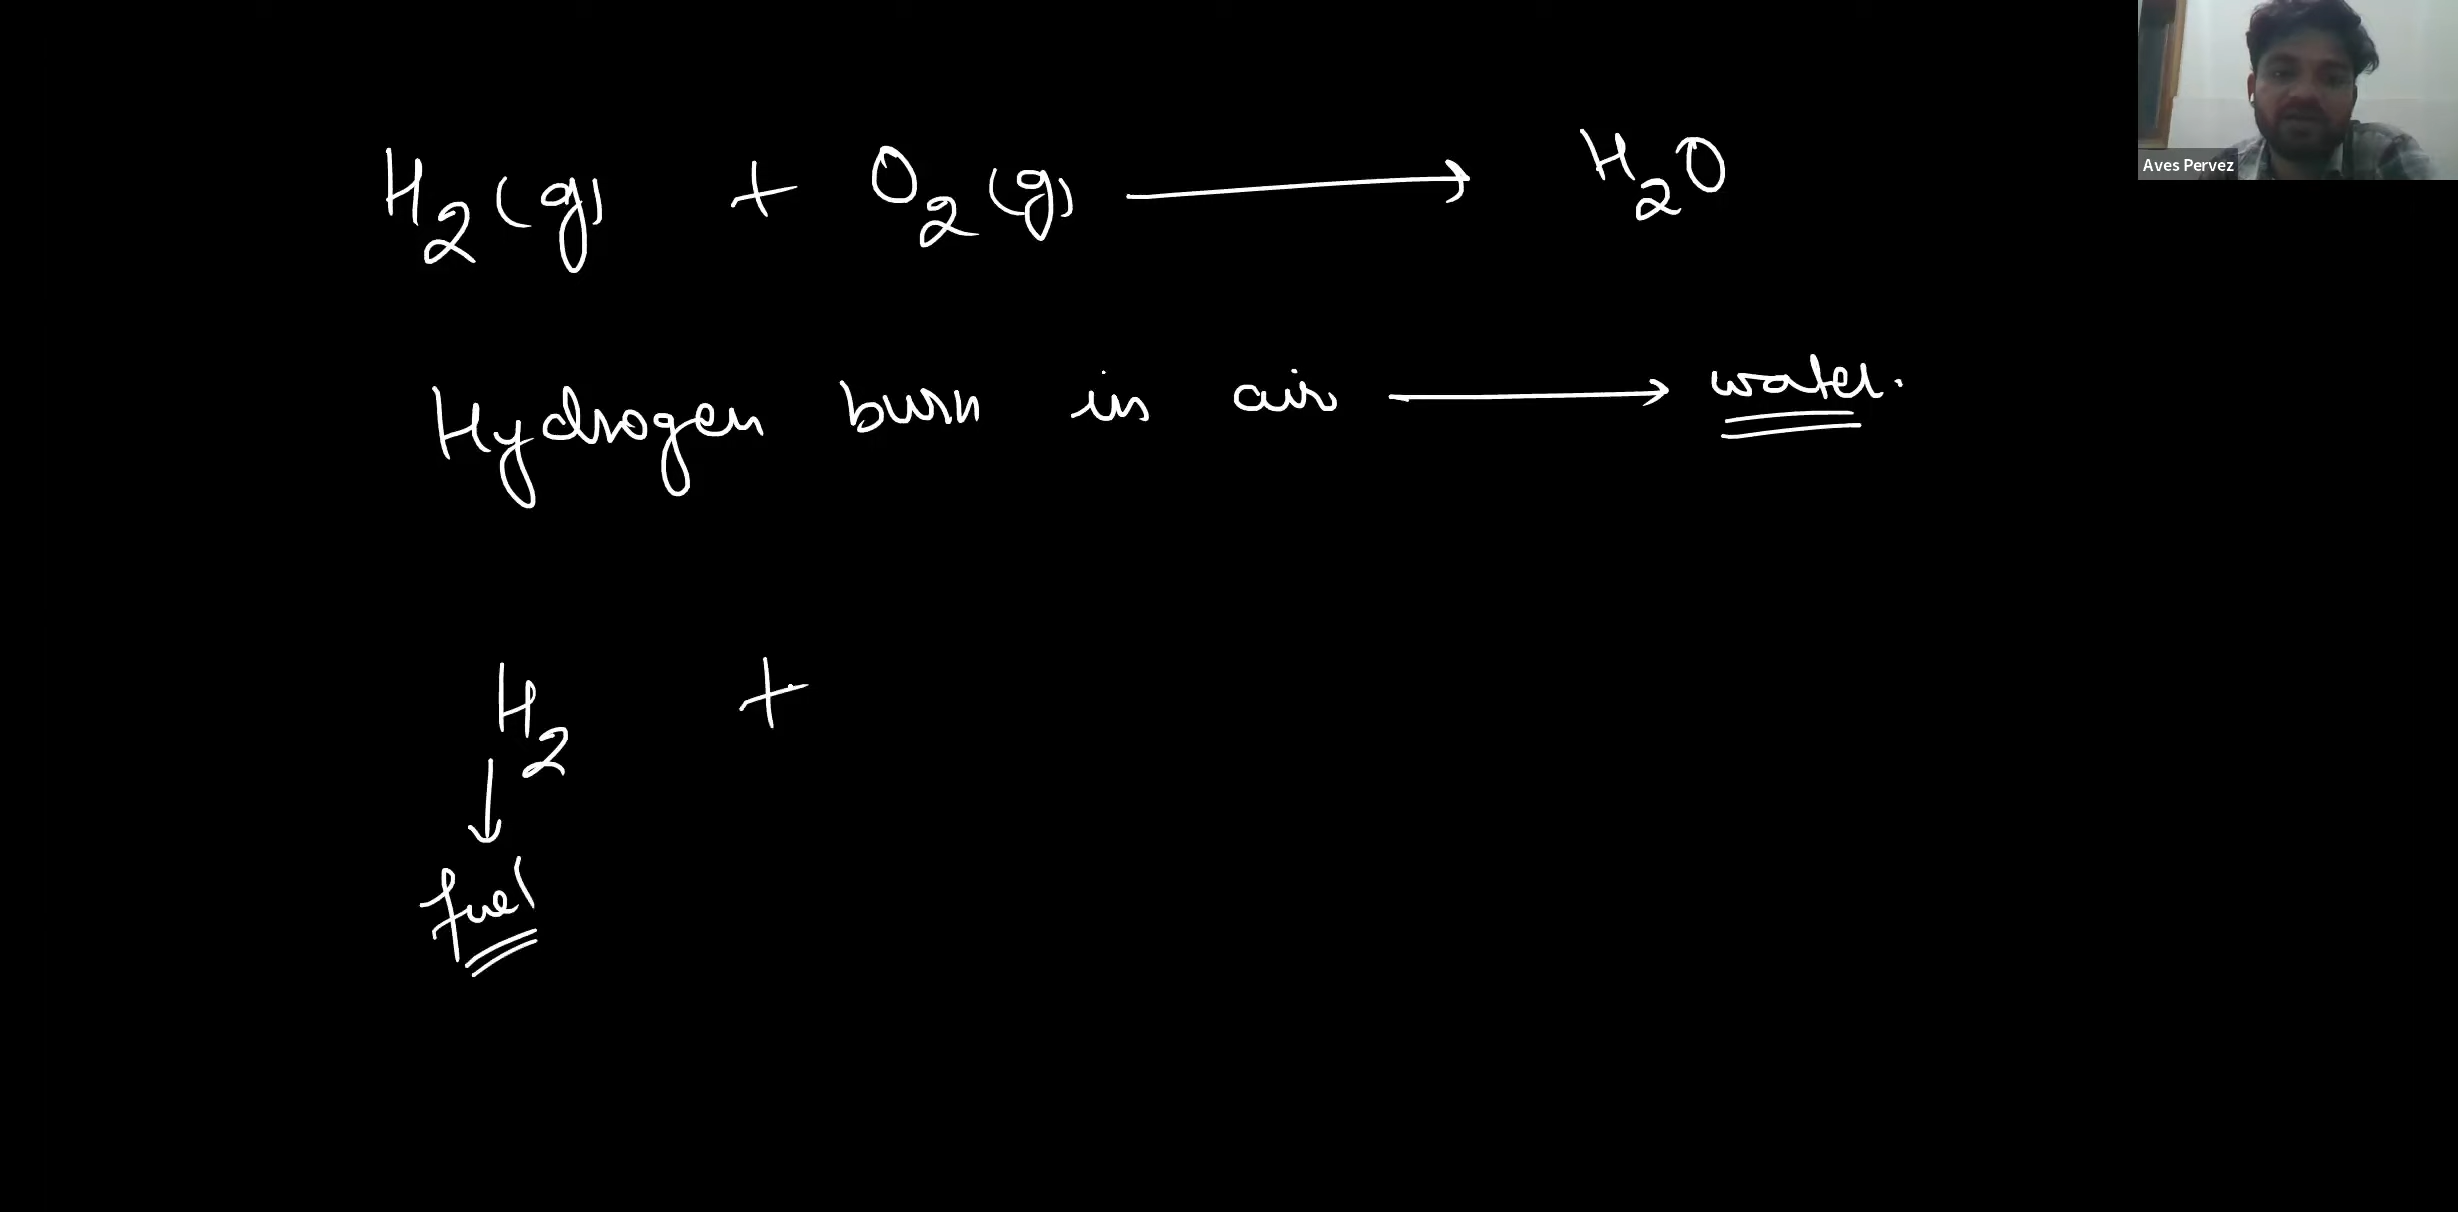 H₂(g) + O₂(g) ⟶ H₂O
Aves Pervez
Hydrogen burn in air ⟶ water.
H₂ +
↓
fuel